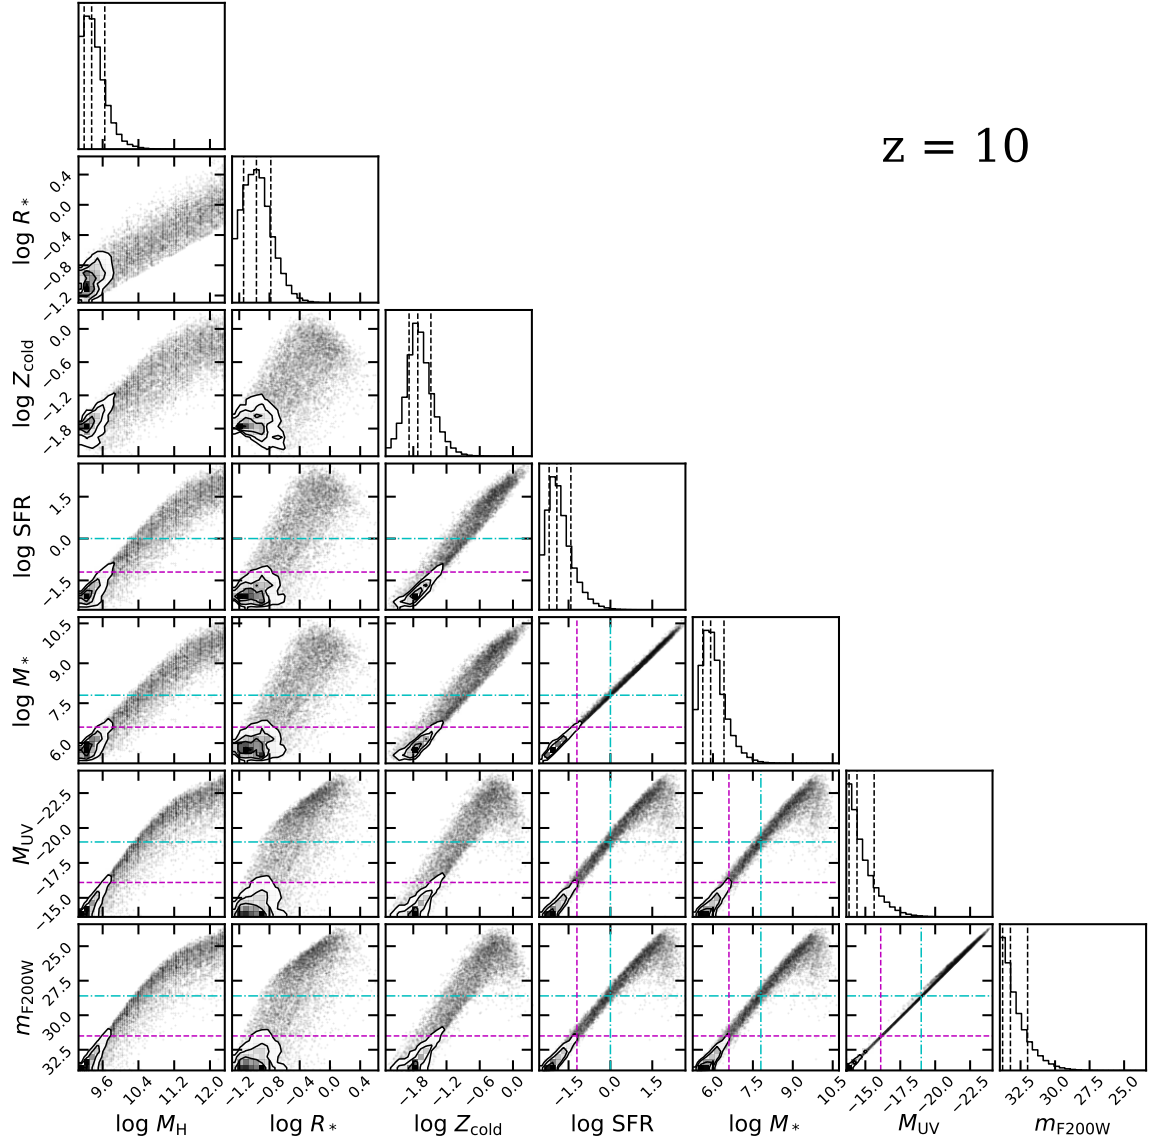 z = 10
log R*
0.4
0.0
−0.4
−0.8
−1.2
log Z_cold
0.0
−0.6
−1.2
−1.8
log SFR
1.5
0.0
−1.5
log M*
10.5
9.0
7.5
6.0
M_UV
−22.5
−20.0
−17.5
−15.0
m_F200W
25.0
27.5
30.0
32.5
9.6 10.4 11.2 12.0 −1.2 −0.8 −0.4 0.0 0.4 −1.8 −1.2 −0.6 0.0 −1.5 0.0 1.5 6.0 7.5 9.0 10.5 −15.0 −17.5 −20.0 −22.5 32.5 30.0 27.5 25.0
log M_H log R* log Z_cold log SFR log M* M_UV m_F200W